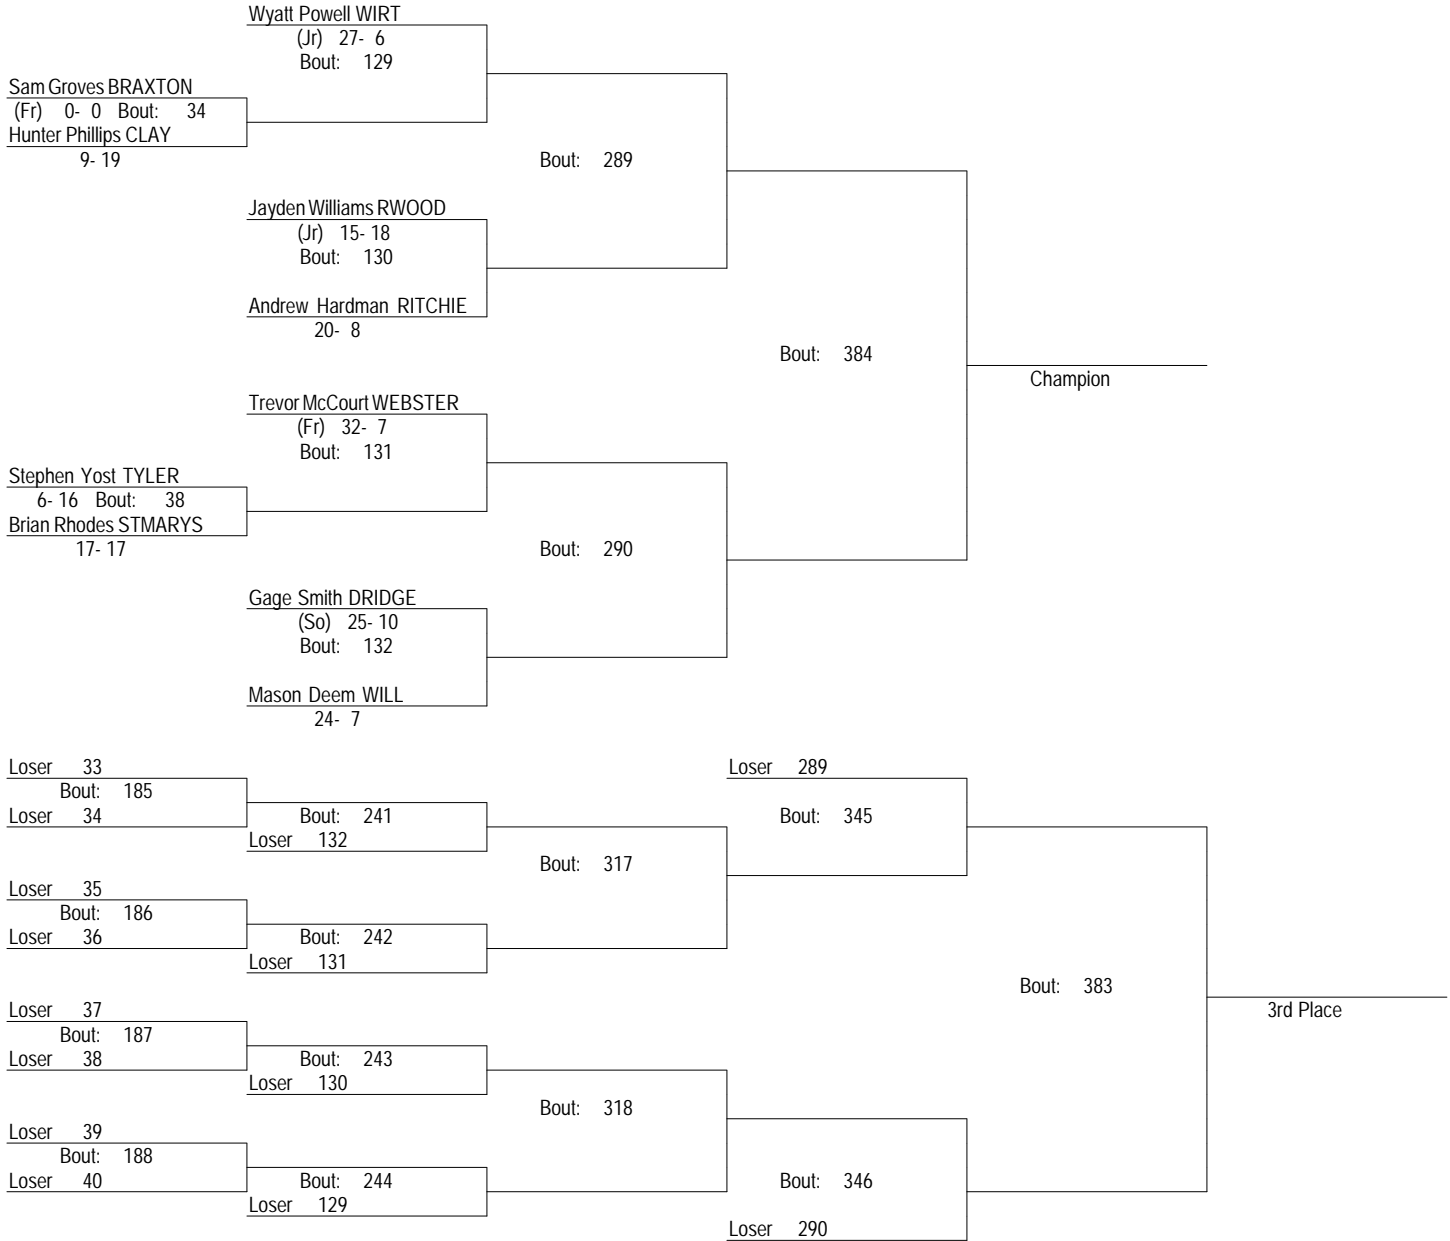 Wyatt Powell WIRT
(Jr) 27- 6
Bout: 129
Sam Groves BRAXTON
(Fr) 0- 0 Bout: 34
Hunter Phillips CLAY
9- 19
Bout: 289
Jayden Williams RWOOD
(Jr) 15- 18
Bout: 130
Andrew Hardman RITCHIE
20- 8
Bout: 384
Champion
Trevor McCourt WEBSTER
(Fr) 32- 7
Bout: 131
Stephen Yost TYLER
6- 16 Bout: 38
Brian Rhodes STMARYS
17- 17
Bout: 290
Gage Smith DRIDGE
(So) 25- 10
Bout: 132
Mason Deem WILL
24- 7
Loser 33
Bout: 185
Loser 34
Bout: 241
Loser 132
Loser 289
Bout: 345
Bout: 317
Loser 35
Bout: 186
Loser 36
Bout: 242
Loser 131
Bout: 383
3rd Place
Loser 37
Bout: 187
Loser 38
Bout: 243
Loser 130
Bout: 318
Loser 39
Bout: 188
Loser 40
Bout: 244
Loser 129
Bout: 346
Loser 290